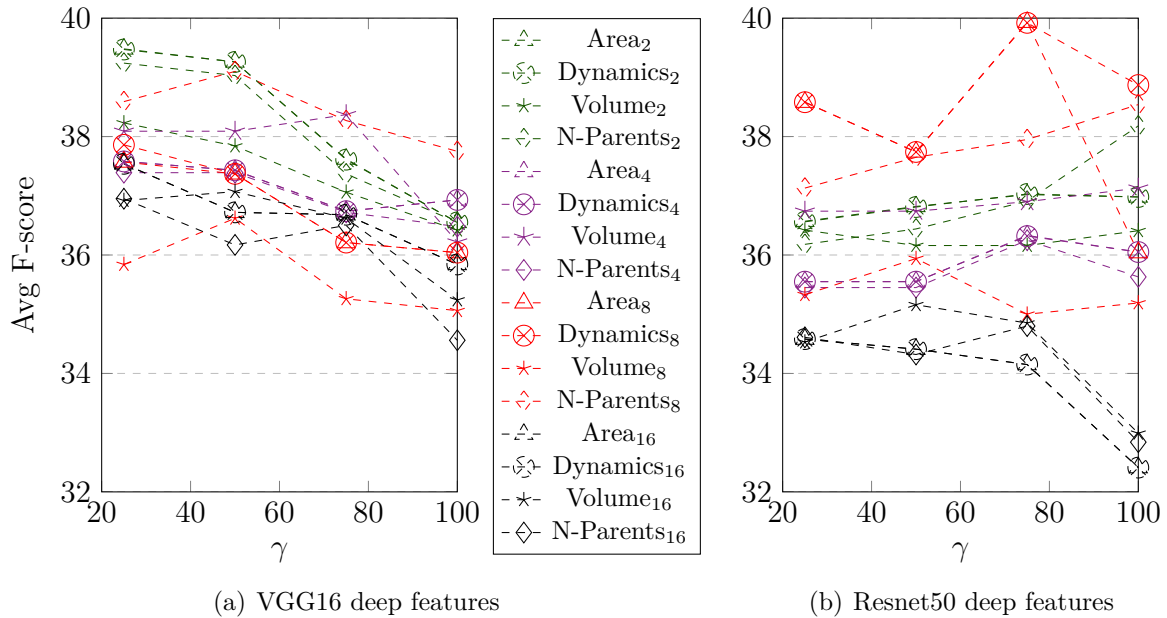 40
38
36
34
32
Avg F-score
20 40 60 80 100
γ
Area₂
Dynamics₂
Volume₂
N-Parents₂
Area₄
Dynamics₄
Volume₄
N-Parents₄
Area₈
Dynamics₈
Volume₈
N-Parents₈
Area₁₆
Dynamics₁₆
Volume₁₆
N-Parents₁₆
40
38
36
34
32
20 40 60 80 100
γ
(a) VGG16 deep features
(b) Resnet50 deep features